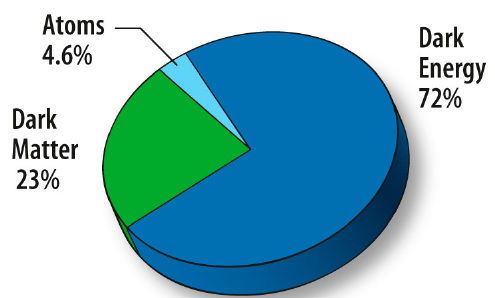 Atoms
4.6%
Dark
Energy
72%
Dark
Matter
23%